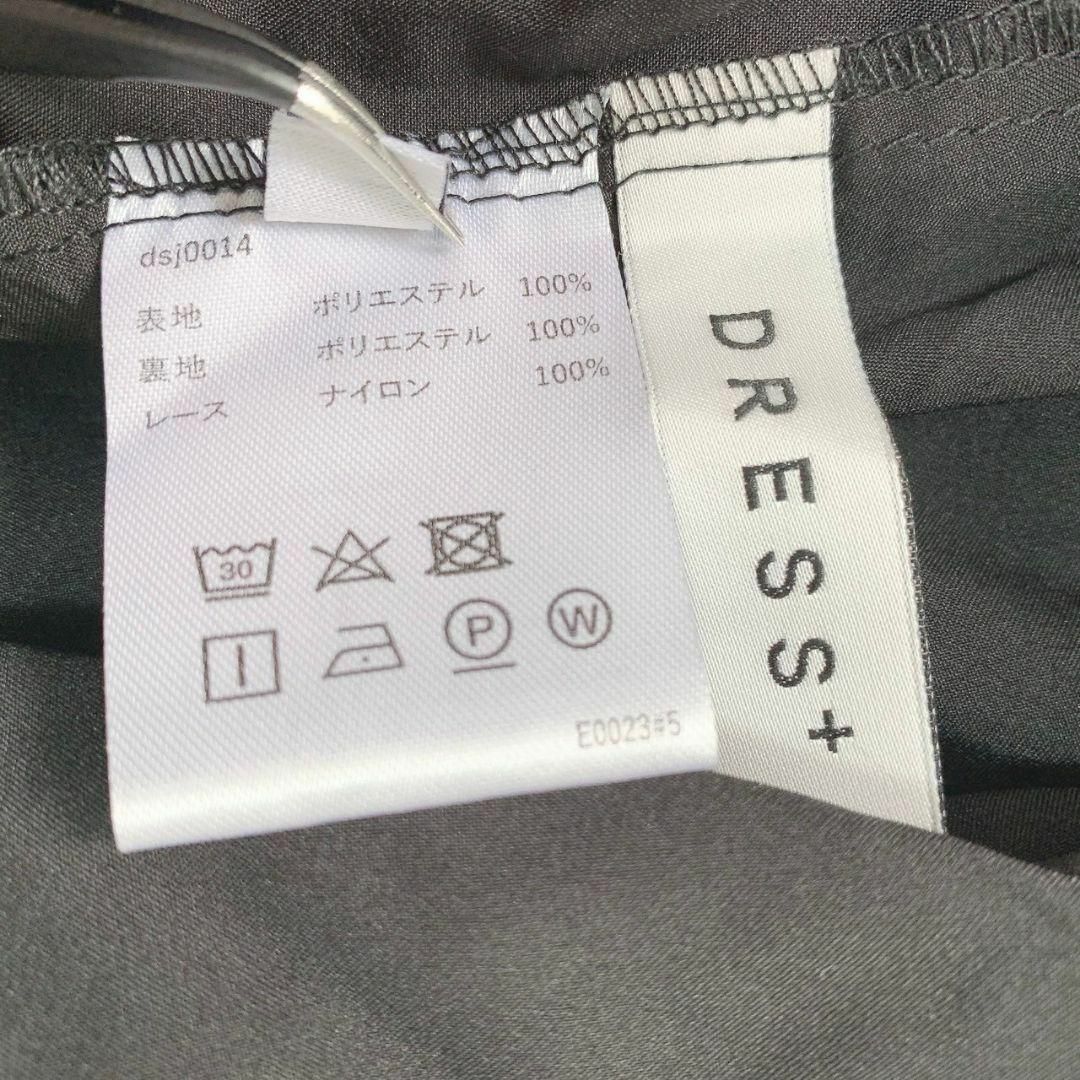 dsj0014
表地 ポリエステル 100%
裏地 ポリエステル 100%
レース ナイロン 100%
30
P W
E0023#5
DRESS+